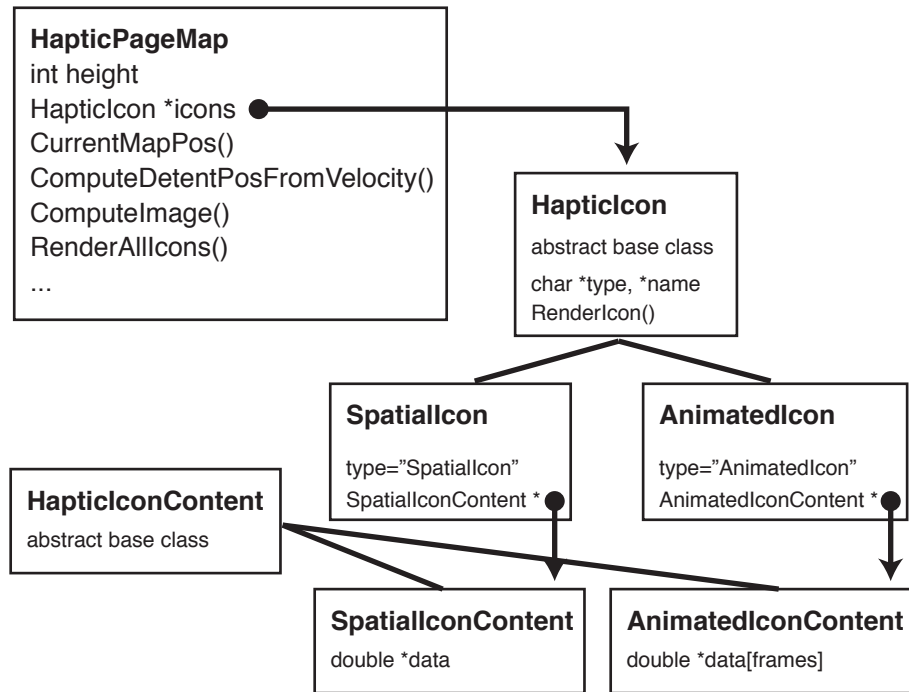 HapticPageMap
int height
HapticIcon *icons
CurrentMapPos()
ComputeDetentPosFromVelocity()
ComputeImage()
RenderAllIcons()
...
HapticIcon
abstract base class
char *type, *name
RenderIcon()
SpatialIcon
type=”SpatialIcon”
SpatialIconContent *
AnimatedIcon
type=”AnimatedIcon”
AnimatedIconContent *
HapticIconContent
abstract base class
SpatialIconContent
double *data
AnimatedIconContent
double *data[frames]